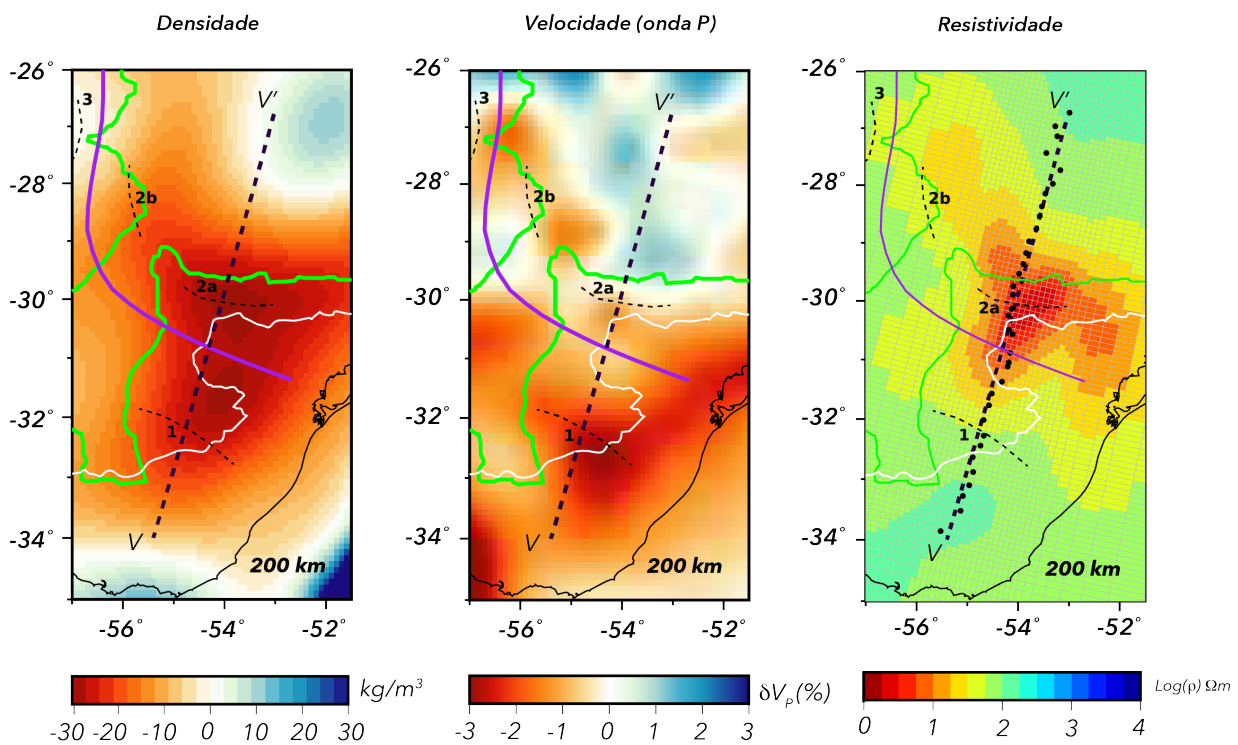 Densidade
Velocidade (onda P)
Resistividade
-26°
-28°
-30°
-32°
-34°
-56°
-54°
-52°
3
2b
2a
1
V'
V
200 km
-26°
-28°
-30°
-32°
-34°
-56°
-54°
-52°
3
2b
2a
1
V'
V
200 km
-26°
-28°
-30°
-32°
-34°
-56°
-54°
-52°
3
2b
2a
1
V'
V
200 km
kg/m³
-30 -20 -10 0 10 20 30
δVp(%)
-3 -2 -1 0 1 2 3
Log(ρ) Ωm
0 1 2 3 4